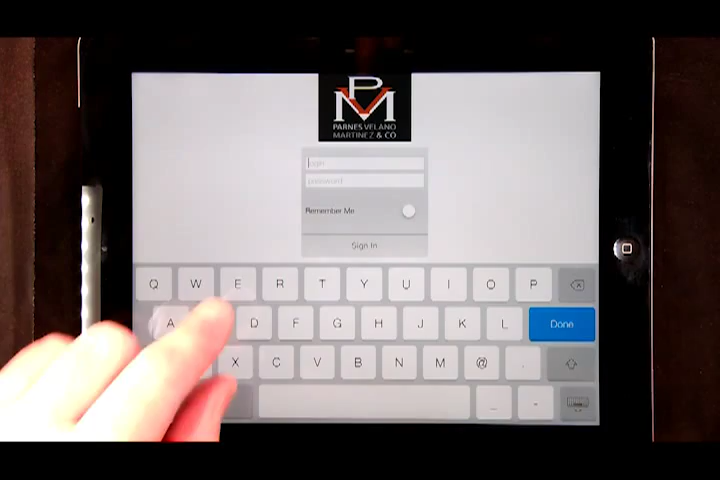 PVM
PARNES VELANO
MARTINEZ & CO
login
password
Remember Me
Sign In
Q W E R T Y U I O P
A D F G H J K L Done
X C V B N M @ .
_ -